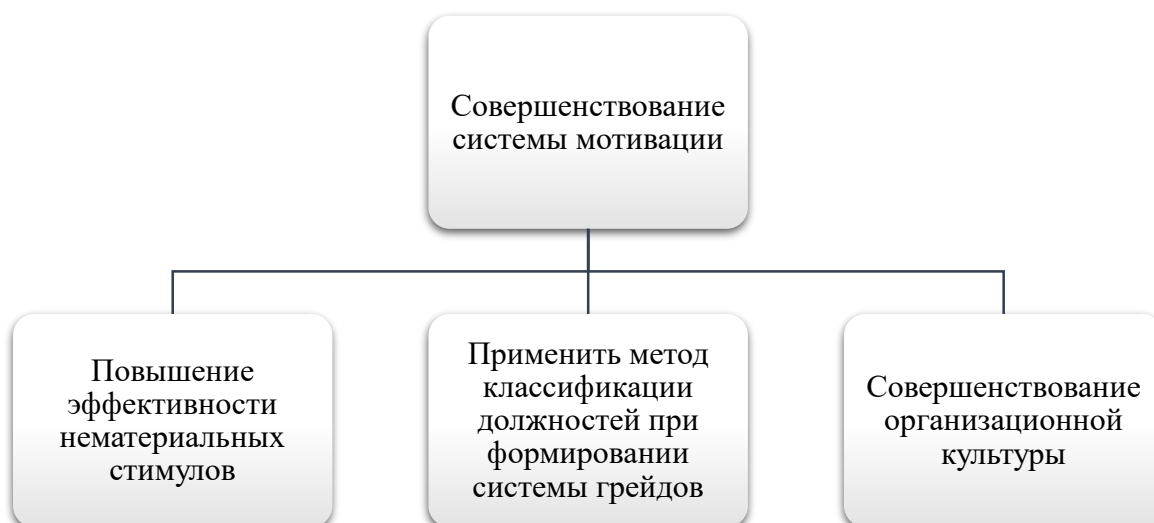 Совершенствование
системы мотивации
Повышение
эффективности
нематериальных
стимулов
Применить метод
классификации
должностей при
формировании
системы грейдов
Совершенствование
организационной
культуры